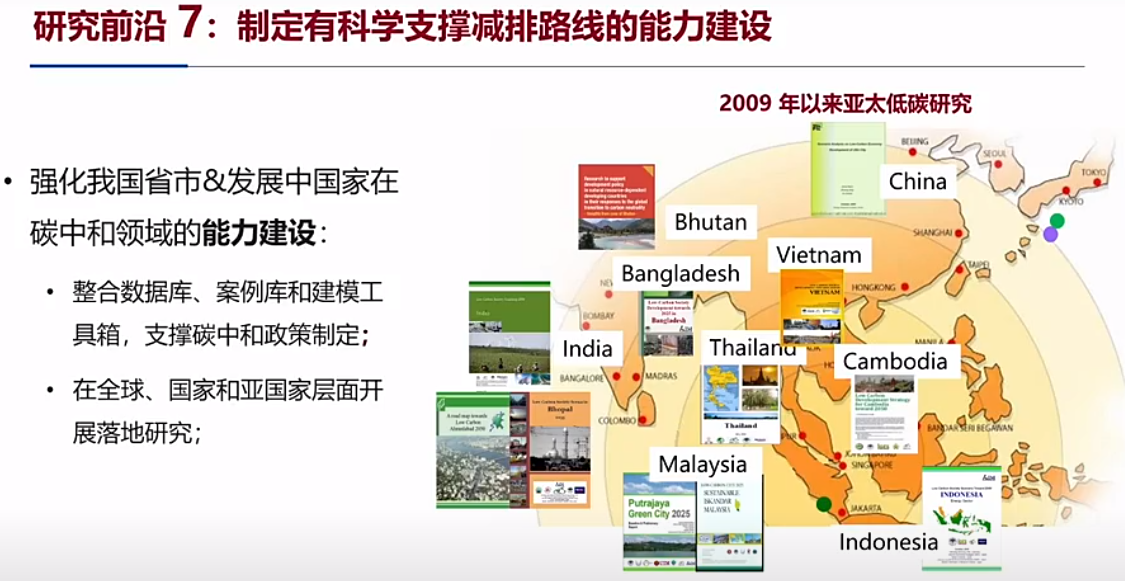 研究前沿 7：制定有科学支撑减排路线的能力建设
2009 年以来亚太低碳研究
• 强化我国省市&发展中国家在
碳中和领域的能力建设：
• 整合数据库、案例库和建模工
具箱，支撑碳中和政策制定；
• 在全球、国家和亚国家层面开
展落地研究；
BEIJING
SEOUL
TOKYO
KYOTO
China
Research to support
development policy
in natural resource-dependent
developing countries
in their responses to the global
transition to carbon neutrality
Bhutan
SHANGHAI
Vietnam
TAIPEI
Bangladesh
HONGKONG
VIETNAM
Low Carbon Society
Development towards
2025 in
Bangladesh
BOMBAY
India
Thailand
MANILA
Cambodia
BANGALORE
MADRAS
Low Carbon
Development Strategy
for Cambodia
toward 2050
A road map towards
Low Carbon
Ahmedabad 2050
Bhopal
COLOMBO
Thailand
BANDAR SERI BEGAWAN
Malaysia
SINGAPORE
Putrajaya
Green City 2025
SUSTAINABLE
ISKANDAR
MALAYSIA
INDONESIA
JAKARTA
Indonesia